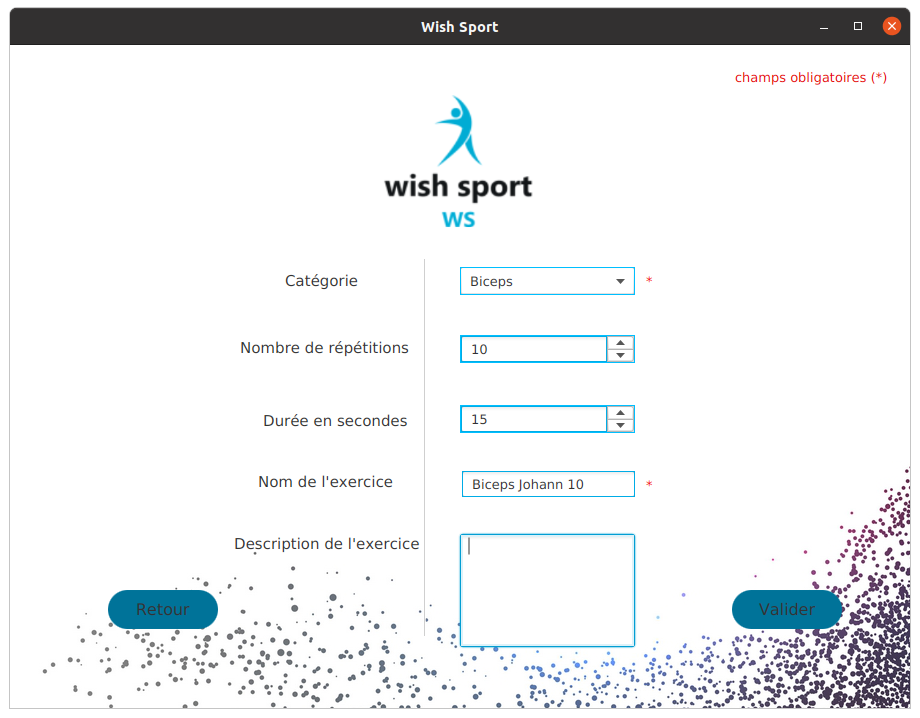 Wish Sport
champs obligatoires (*)
wish sport
WS
Catégorie
Biceps
*
Nombre de répétitions
10
Durée en secondes
15
Nom de l'exercice
Biceps Johann 10
*
Description de l'exercice
Retour
Valider